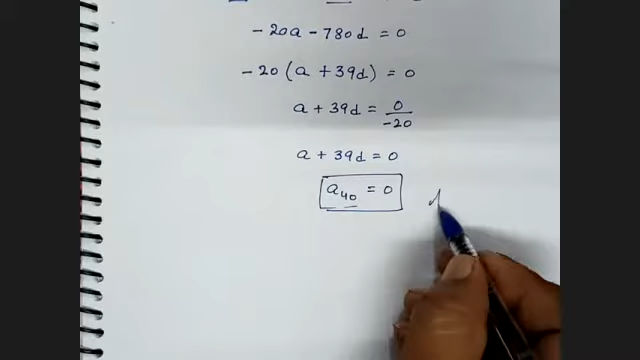 -20a - 780d = 0
-20(a + 39d) = 0
a + 39d = 0/-20
a + 39d = 0
a₄₀ = 0